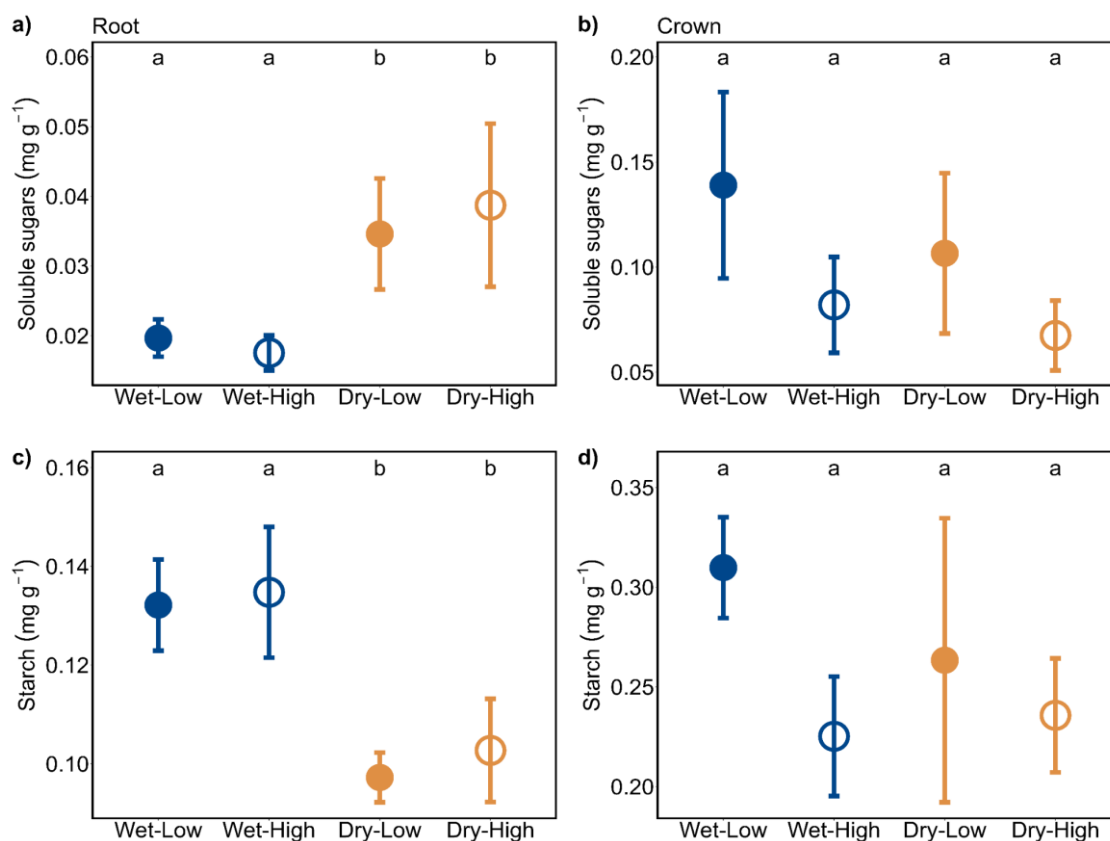 a) Root
0.06
a a b b
0.05
0.04
0.03
0.02
Soluble sugars (mg g⁻¹)
Wet-Low Wet-High Dry-Low Dry-High
b) Crown
0.20
a a a a
0.15
0.10
0.05
Soluble sugars (mg g⁻¹)
Wet-Low Wet-High Dry-Low Dry-High
c)
0.16
a a b b
0.14
0.12
0.10
Starch (mg g⁻¹)
Wet-Low Wet-High Dry-Low Dry-High
d)
a a a a
0.35
0.30
0.25
0.20
Starch (mg g⁻¹)
Wet-Low Wet-High Dry-Low Dry-High